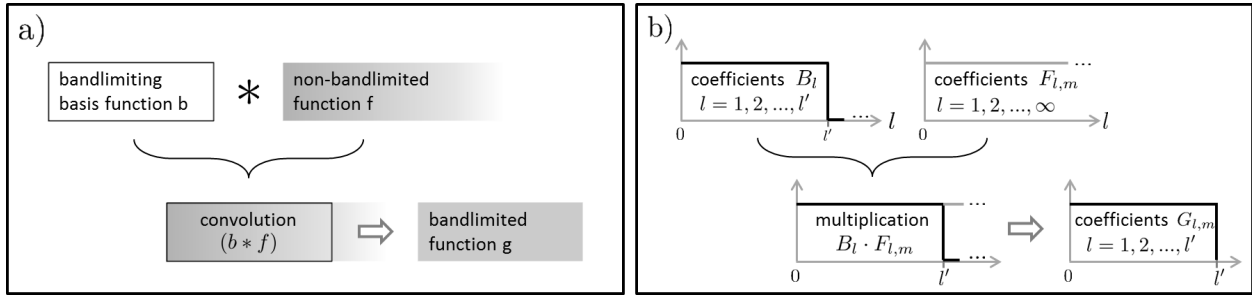 a)
bandlimiting
basis function b
*
non-bandlimited
function f
convolution
(b * f)
bandlimited
function g
b)
coefficients B_l
l = 1, 2, ..., l'
...
l
0
l'
...
coefficients F_{l,m}
l = 1, 2, ..., ∞
l
0
...
multiplication
B_l · F_{l,m}
...
0
l'
coefficients G_{l,m}
l = 1, 2, ..., l'
0
l'